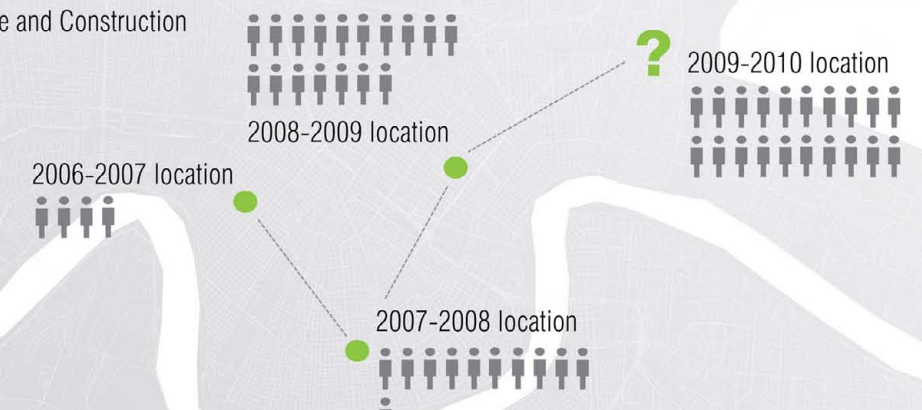 e and Construction
2008-2009 location
?
2009-2010 location
2006-2007 location
2007-2008 location